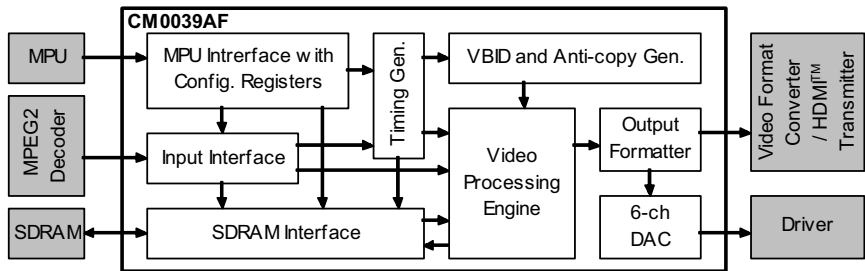 CM0039AF
MPU
MPU Intrerface with
Config. Registers
Timing Gen.
VBID and Anti-copy Gen.
Video Format
Converter
/ HDMI™
Transmitter
MPEG2
Decoder
Input Interface
Video
Processing
Engine
Output
Formatter
SDRAM
SDRAM Interface
6-ch
DAC
Driver